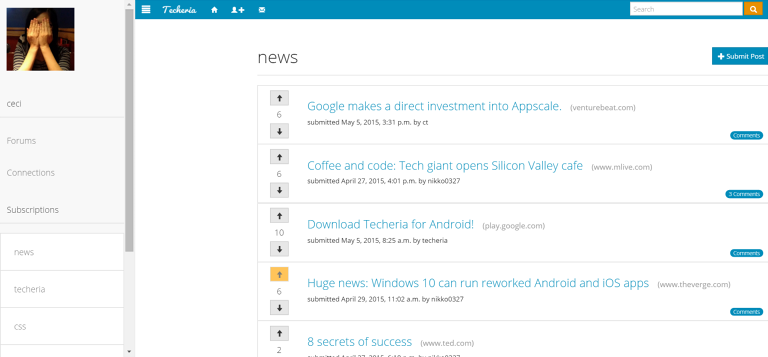 Techeria
Search
ceci
Forums
Connections
Subscriptions
news
techeria
css
news
Submit Post
6
Google makes a direct investment into Appscale. (venturebeat.com)
submitted May 5, 2015, 3:31 p.m. by ct
Comments
6
Coffee and code: Tech giant opens Silicon Valley cafe (www.mlive.com)
submitted April 27, 2015, 4:01 p.m. by nikko0327
3 Comments
10
Download Techeria for Android! (play.google.com)
submitted May 5, 2015, 8:25 a.m. by techeria
Comments
6
Huge news: Windows 10 can run reworked Android and iOS apps (www.theverge.com)
submitted April 29, 2015, 11:02 a.m. by nikko0327
Comments
2
8 secrets of success (www.ted.com)